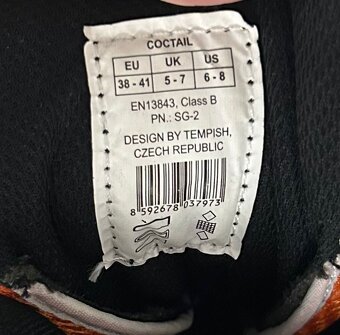 COCTAIL
EU UK US
38 - 41 5 - 7 6 - 8
EN13843, Class B
PN.: SG-2
DESIGN BY TEMPISH,
CZECH REPUBLIC
8 592678 037973